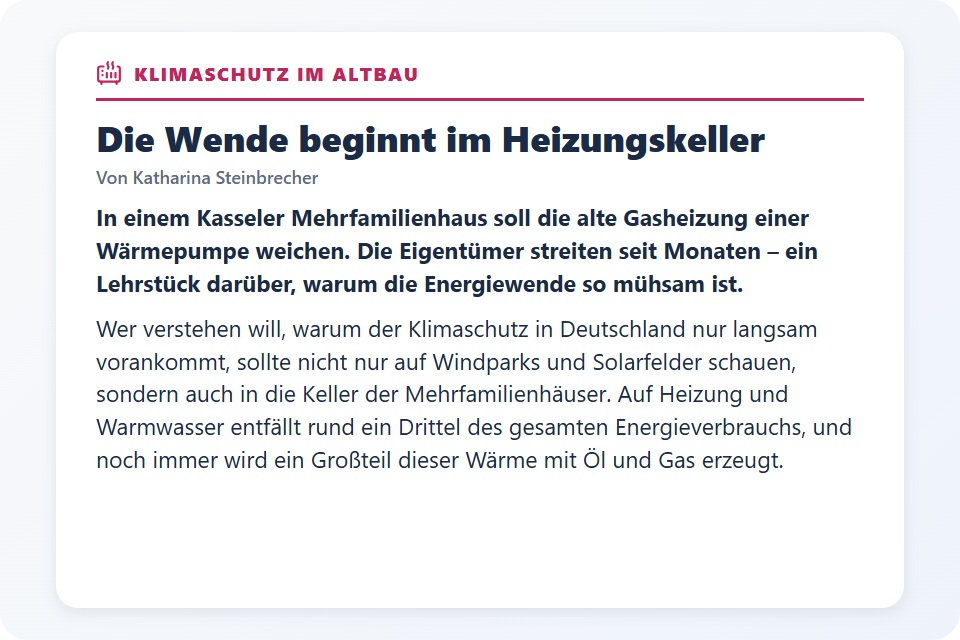 KLIMASCHUTZ IM ALTBAU
Die Wende beginnt im Heizungskeller
Von Katharina Steinbrecher
In einem Kasseler Mehrfamilienhaus soll die alte Gasheizung einer
Wärmepumpe weichen. Die Eigentümer streiten seit Monaten – ein
Lehrstück darüber, warum die Energiewende so mühsam ist.
Wer verstehen will, warum der Klimaschutz in Deutschland nur langsam
vorankommt, sollte nicht nur auf Windparks und Solarfelder schauen,
sondern auch in die Keller der Mehrfamilienhäuser. Auf Heizung und
Warmwasser entfällt rund ein Drittel des gesamten Energieverbrauchs, und
noch immer wird ein Großteil dieser Wärme mit Öl und Gas erzeugt.